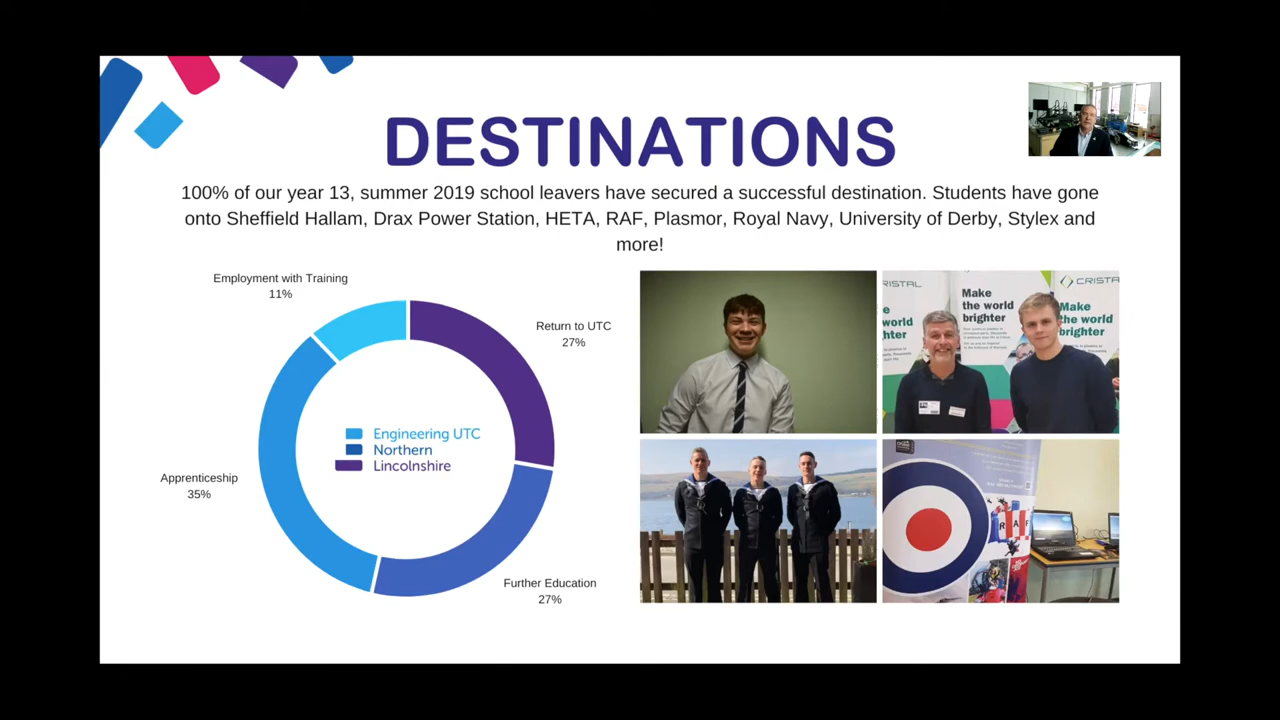 DESTINATIONS
100% of our year 13, summer 2019 school leavers have secured a successful destination. Students have gone
onto Sheffield Hallam, Drax Power Station, HETA, RAF, Plasmor, Royal Navy, University of Derby, Stylex and
more!
Employment with Training
11%
Return to UTC
27%
Engineering UTC
Northern
Lincolnshire
Apprenticeship
35%
Further Education
27%
RISTAL
Make
the world
brighter
CRISTAL
Make
the world
brighter
e
world
ter
RAF